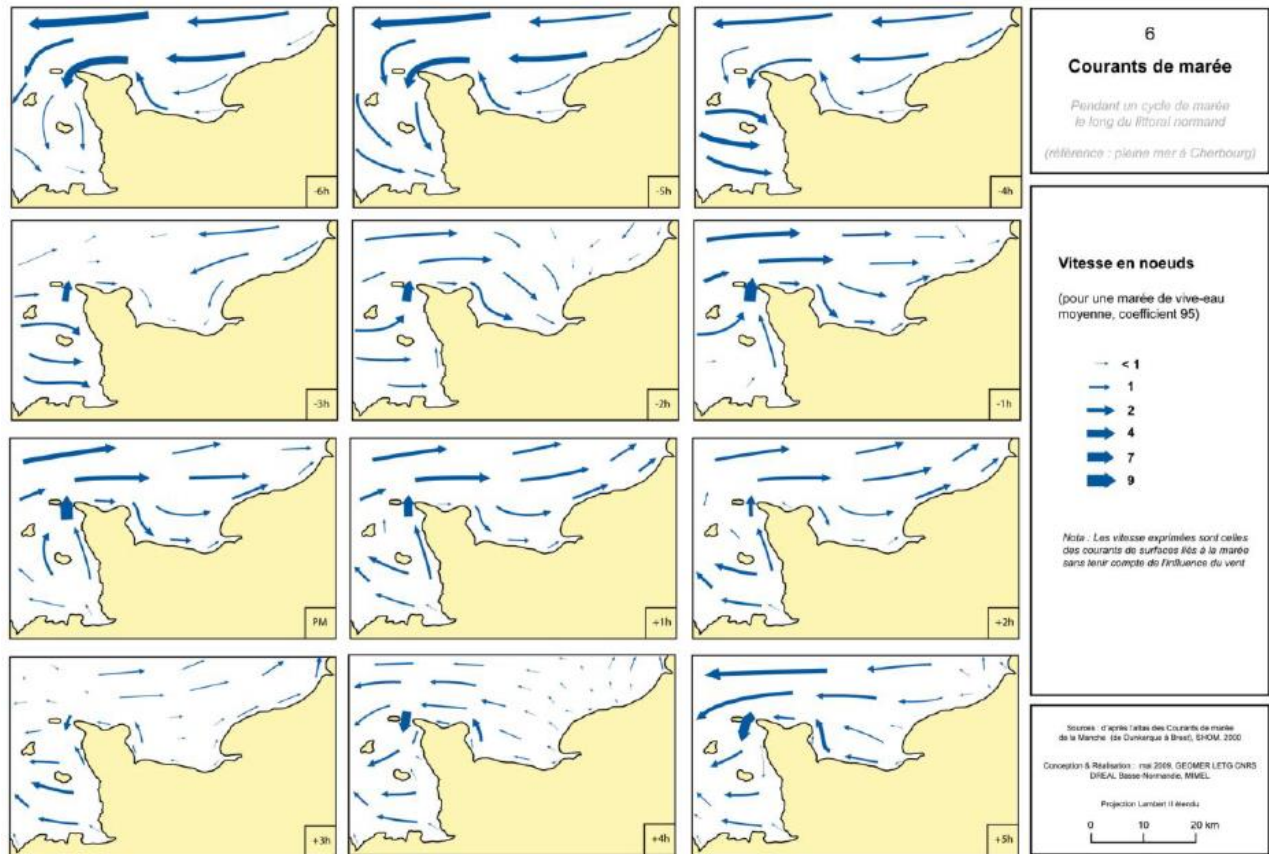 -6h
-5h
-4h
-3h
-2h
-1h
PM
+1h
+2h
+3h
+4h
+5h
6
Courants de marée
Pendant un cycle de marée
le long du littoral normand
(référence : pleine mer à Cherbourg)
Vitesse en noeuds
(pour une marée de vive-eau
moyenne, coefficient 95)
< 1
1
2
4
7
9
Nota : Les vitesse exprimées sont celles
des courants de surfaces liés à la marée
sans tenir compte de l'influence du vent
Sources : d'après l'atlas des Courants de marée
de la Manche (de Dunkerque à Brest), SHOM, 2000
Conception & Réalisation : mai 2009, GEOMER LETG CNRS
DREAL Basse-Normandie, MIMEL
Projection Lambert II étendu
0 10 20 km